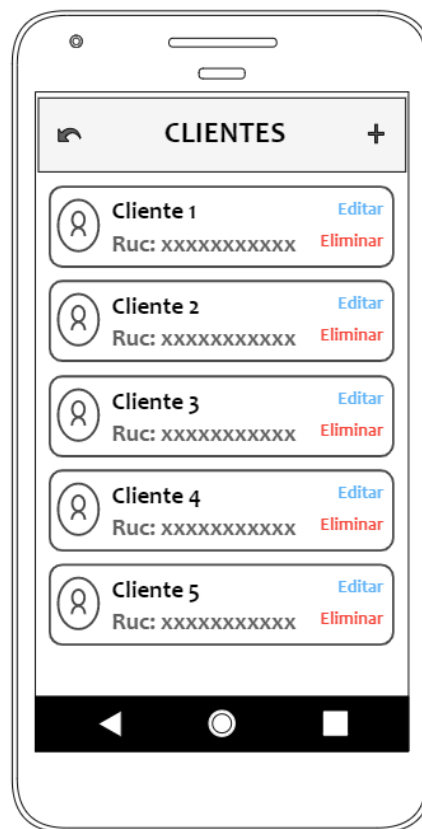 CLIENTES
Cliente 1
Editar
Ruc: xxxxxxxxxxx
Eliminar
Cliente 2
Editar
Ruc: xxxxxxxxxxx
Eliminar
Cliente 3
Editar
Ruc: xxxxxxxxxxx
Eliminar
Cliente 4
Editar
Ruc: xxxxxxxxxxx
Eliminar
Cliente 5
Editar
Ruc: xxxxxxxxxxx
Eliminar